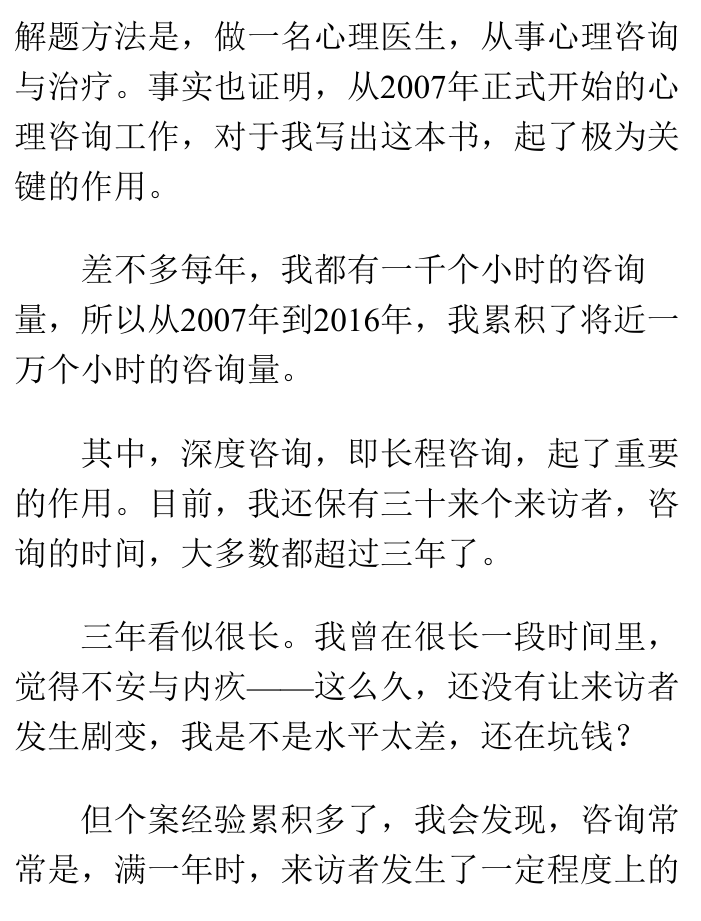 解题方法是，做一名心理医生，从事心理咨询
与治疗。事实也证明，从2007年正式开始的心
理咨询工作，对于我写出这本书，起了极为关
键的作用。
差不多每年，我都有一千个小时的咨询
量，所以从2007年到2016年，我累积了将近一
万个小时的咨询量。
其中，深度咨询，即长程咨询，起了重要
的作用。目前，我还保有三十来个来访者，咨
询的时间，大多数都超过三年了。
三年看似很长。我曾在很长一段时间里，
觉得不安与内疚——这么久，还没有让来访者
发生剧变，我是不是水平太差，还在坑钱？
但个案经验累积多了，我会发现，咨询常
常是，满一年时，来访者发生了一定程度上的